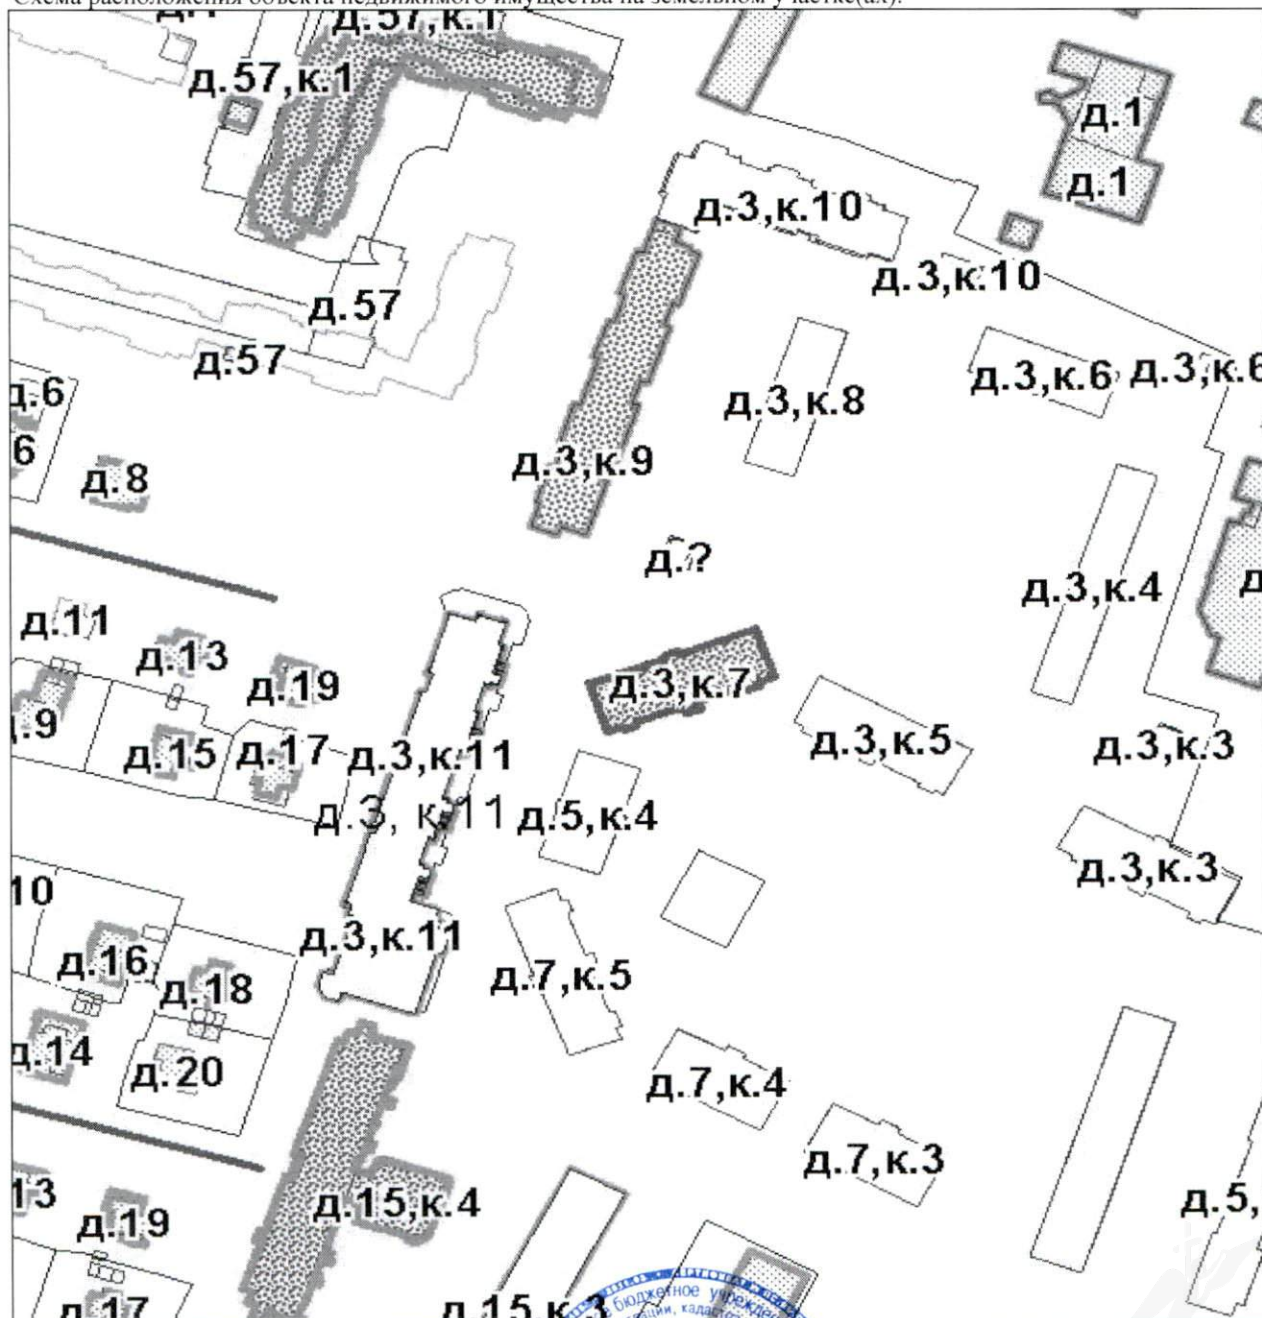 Схема расположения объекта недвижимого имущества на земельном участке(ах):
д.57,к.1
д.57,к.1
д.1
д.1
д.3,к.10
д.3,к.10
д.57
д.57
д.6
д.3,к.6
д.3,к.6
д.3,к.8
6
д.3,к.9
д.8
д.?
д.3,к.4
д.11
д.13
д.19
д.3,к.7
.9
д.15
д.17
д.3,к.11
д.3,к.5
д.3,к.3
д.3, к.11
д.5,к.4
д.3,к.3
10
д.3,к.11
д.16
д.18
д.7,к.5
д.14
д.20
д.7,к.4
д.7,к.3
13
д.19
д.15,к.4
д.5,
д.17
д.15,к.3
бюджетное учрежден